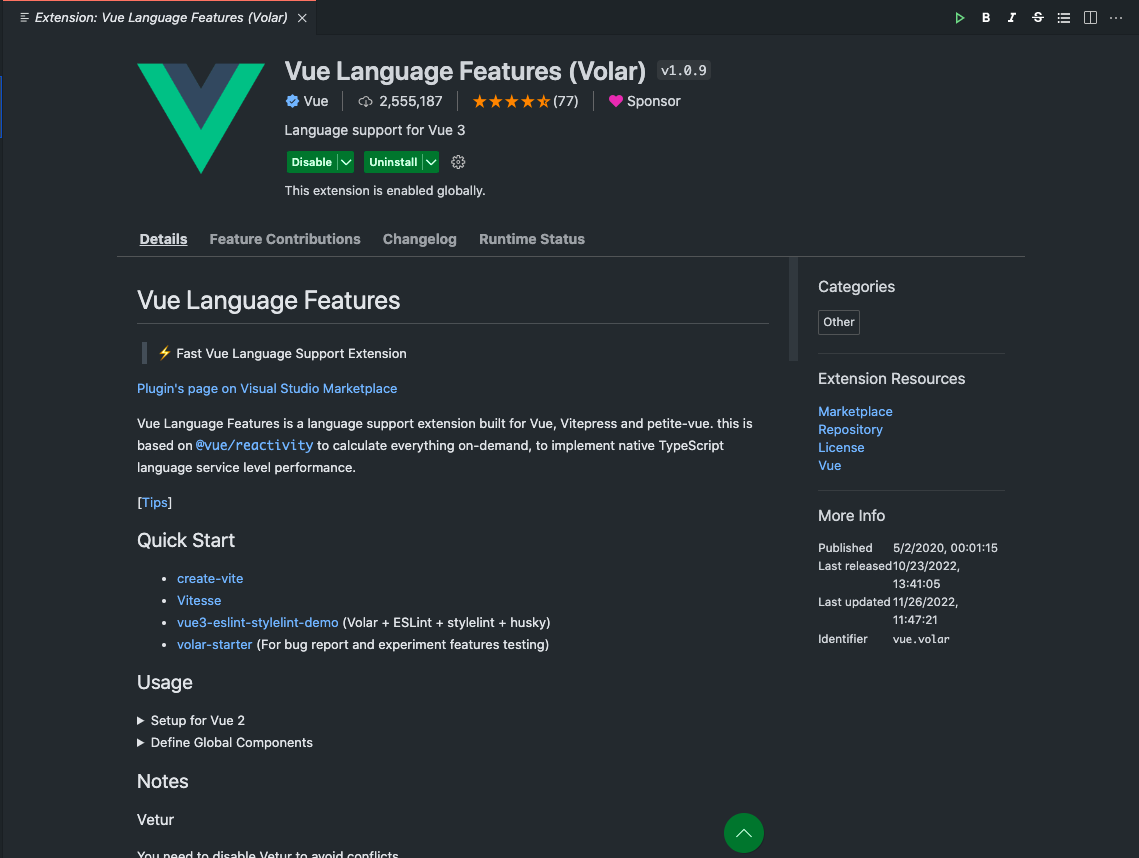 Extension: Vue Language Features (Volar)
B I S
Vue Language Features (Volar) v1.0.9
Vue 2,555,187 (77) Sponsor
Language support for Vue 3
Disable Uninstall
This extension is enabled globally.
Details Feature Contributions Changelog Runtime Status
Vue Language Features
⚡ Fast Vue Language Support Extension
Plugin's page on Visual Studio Marketplace
Vue Language Features is a language support extension built for Vue, Vitepress and petite-vue. this is
based on @vue/reactivity to calculate everything on-demand, to implement native TypeScript
language service level performance.
[Tips]
Quick Start
• create-vite
• Vitesse
• vue3-eslint-stylelint-demo (Volar + ESLint + stylelint + husky)
• volar-starter (For bug report and experiment features testing)
Usage
Setup for Vue 2
Define Global Components
Notes
Vetur
You need to disable Vetur to avoid conflicts.
Categories
Other
Extension Resources
Marketplace
Repository
License
Vue
More Info
Published 5/2/2020, 00:01:15
Last released 10/23/2022,
13:41:05
Last updated 11/26/2022,
11:47:21
Identifier vue.volar